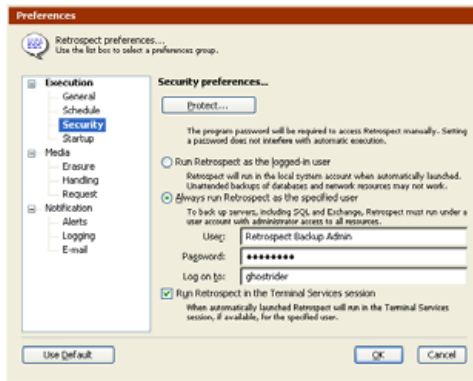 Preferences
Retrospect preferences...
Use the list box to select a preferences group.
Execution
General
Schedule
Security
Startup
Media
Erasure
Handling
Request
Notification
Alerts
Logging
E-mail
Security preferences...
Protect...
The program password will be required to access Retrospect manually. Setting
a password does not interfere with automatic execution.
Run Retrospect as the logged-in user
Retrospect will run in the local system account when automatically launched.
Unattended backups of databases and network resources may not work.
Always run Retrospect as the specified user
To back up servers, including SQL and Exchange, Retrospect must run under a
user account with administrator access to all resources.
User: Retrospect Backup Admin
Password: ●●●●●●●●
Log on to: ghostrider
Run Retrospect in the Terminal Services session
When automatically launched Retrospect will run in the Terminal Services
session, if available, for the specified user.
Use Default
OK
Cancel